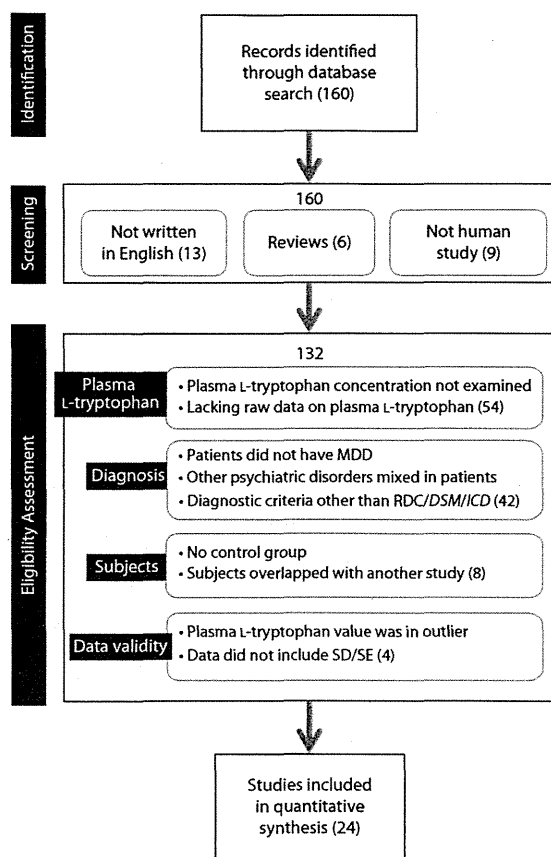 Identification
Records identified
through database
search (160)
Screening
160
Not written
in English (13)
Reviews (6)
Not human
study (9)
Eligibility Assessment
132
Plasma
L-tryptophan
• Plasma L-tryptophan concentration not examined
• Lacking raw data on plasma L-tryptophan (54)
Diagnosis
• Patients did not have MDD
• Other psychiatric disorders mixed in patients
• Diagnostic criteria other than RDC/DSM/ICD (42)
Subjects
• No control group
• Subjects overlapped with another study (8)
Data validity
• Plasma L-tryptophan value was in outlier
• Data did not include SD/SE (4)
Studies included
in quantitative
synthesis (24)